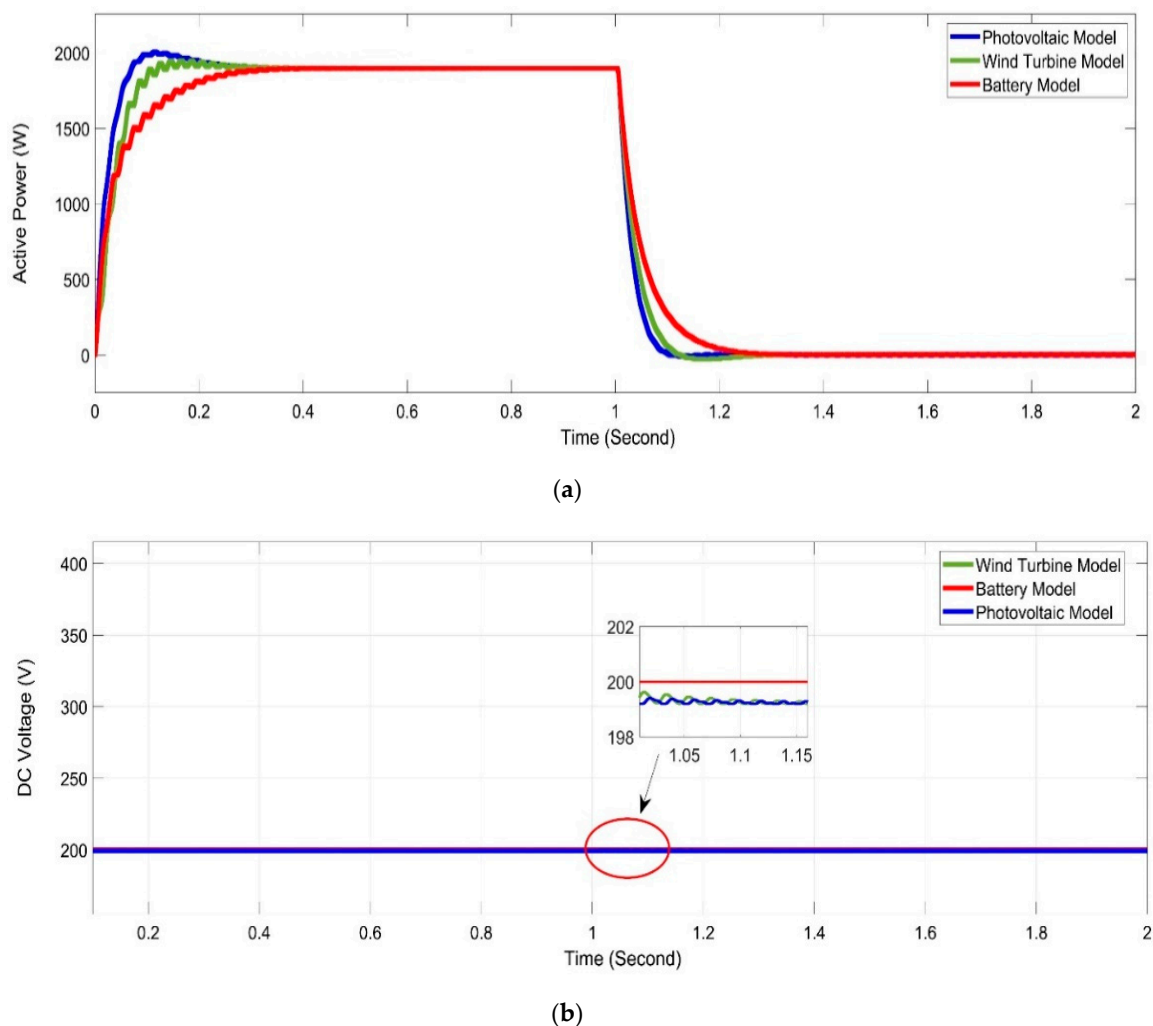 2000
1500
1000
500
0
Active Power (W)
Photovoltaic Model
Wind Turbine Model
Battery Model
0 0.2 0.4 0.6 0.8 1 1.2 1.4 1.6 1.8 2
Time (Second)
(a)
400
350
300
250
200
DC Voltage (V)
Wind Turbine Model
Battery Model
Photovoltaic Model
202
200
198
1.05 1.1 1.15
0.2 0.4 0.6 0.8 1 1.2 1.4 1.6 1.8 2
Time (Second)
(b)